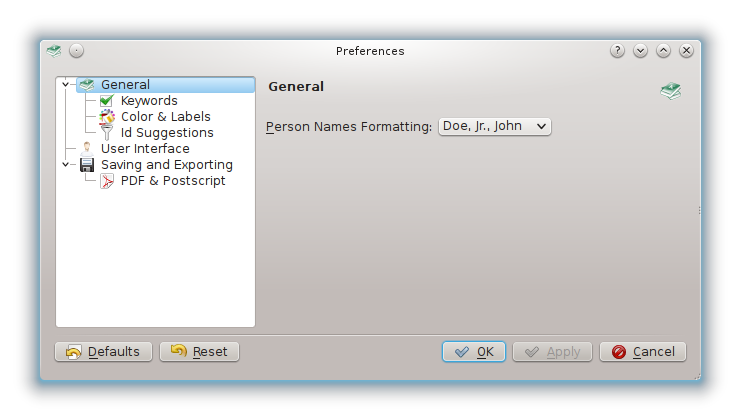 Preferences
General
Keywords
Color & Labels
Id Suggestions
User Interface
Saving and Exporting
PDF & Postscript
General
Person Names Formatting: Doe, Jr., John
Defaults Reset OK Apply Cancel